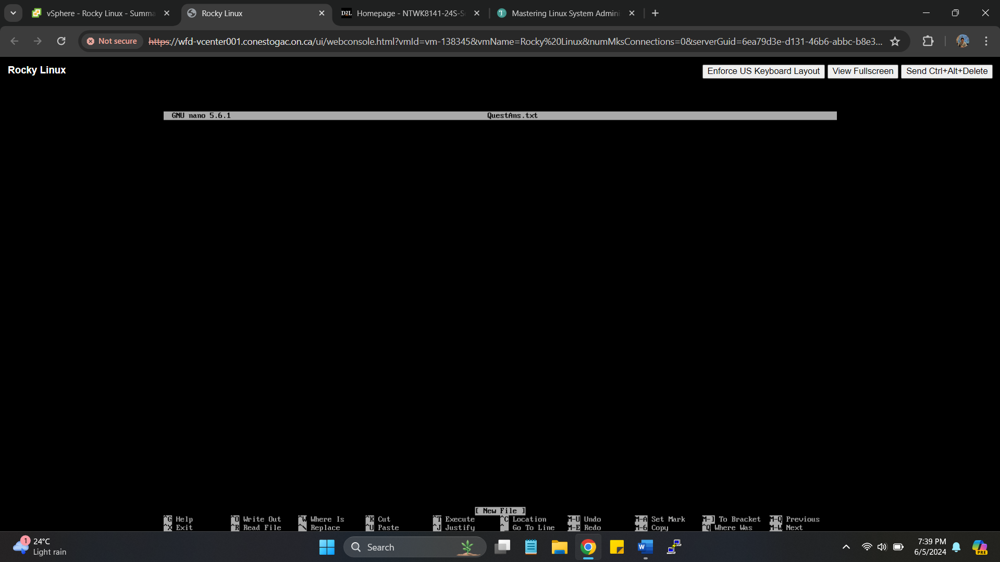 vSphere - Rocky Linux - Summa
Rocky Linux
D2L Homepage - NTWK8141-24S-S
T Mastering Linux System Admini
Not secure
https://wfd-vcenter001.conestogac.on.ca/ui/webconsole.html?vmId=vm-138345&vmName=Rocky%20Linux&numMksConnections=0&serverGuid=6ea79d3e-d131-46b6-abbc-b8e3...
Rocky Linux
Enforce US Keyboard Layout
View Fullscreen
Send Ctrl+Alt+Delete
GNU nano 5.6.1 QuestAns.txt
[ New File ]
^G Help ^O Write Out ^W Where Is ^K Cut ^T Execute ^C Location M-U Undo M-A Set Mark M-] To Bracket M-Q Previous
^X Exit ^R Read File ^\ Replace ^U Paste ^J Justify ^_ Go To Line M-E Redo M-6 Copy ^Q Where Was M-W Next
1
24°C
Light rain
Search
W
7:39 PM
6/5/2024
PRE